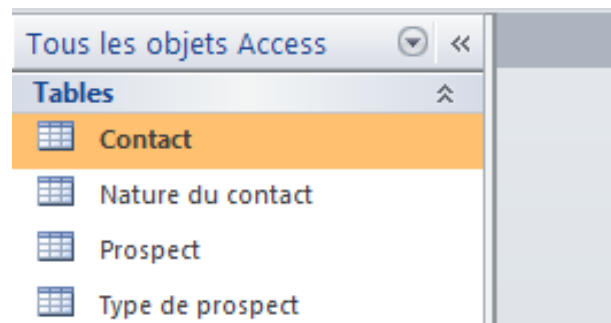 Tous les objets Access
Tables
Contact
Nature du contact
Prospect
Type de prospect